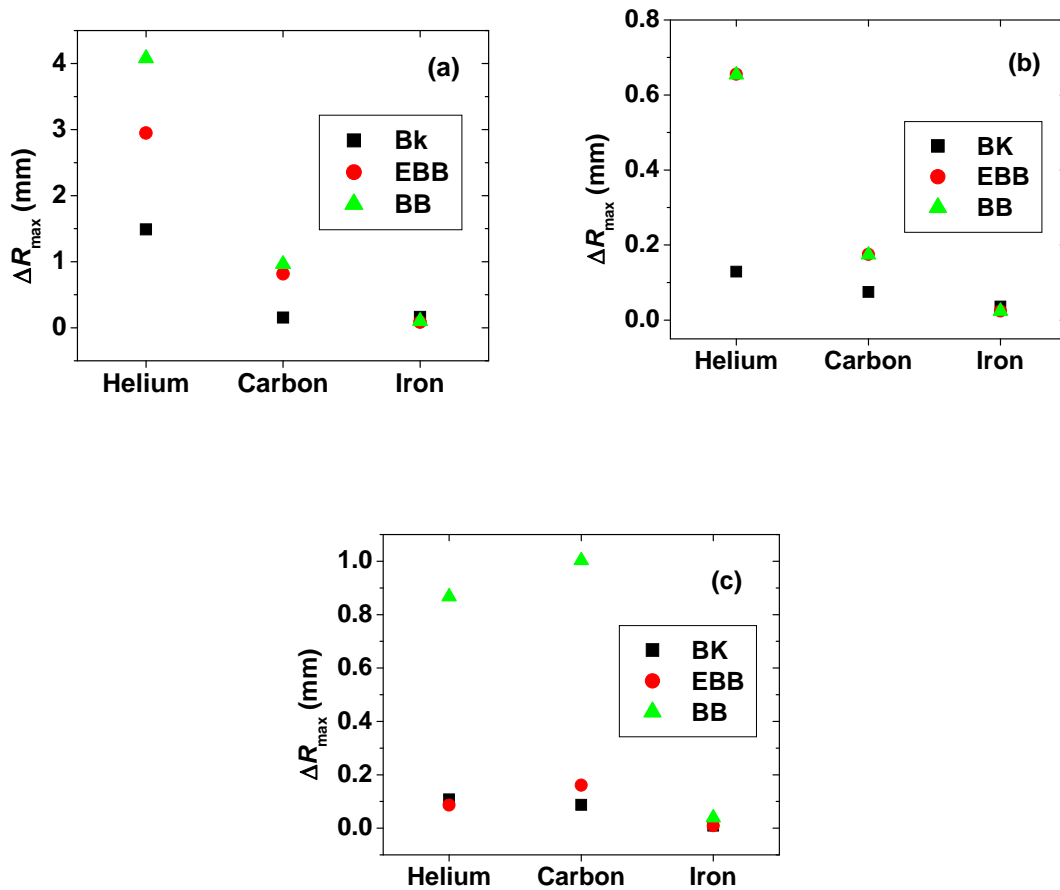 (a)
Bk
EBB
BB
ΔRmax (mm)
4
3
2
1
0
Helium Carbon Iron
(b)
BK
EBB
BB
ΔRmax (mm)
0.8
0.6
0.4
0.2
0.0
Helium Carbon Iron
(c)
BK
EBB
BB
ΔRmax (mm)
1.0
0.8
0.6
0.4
0.2
0.0
Helium Carbon Iron